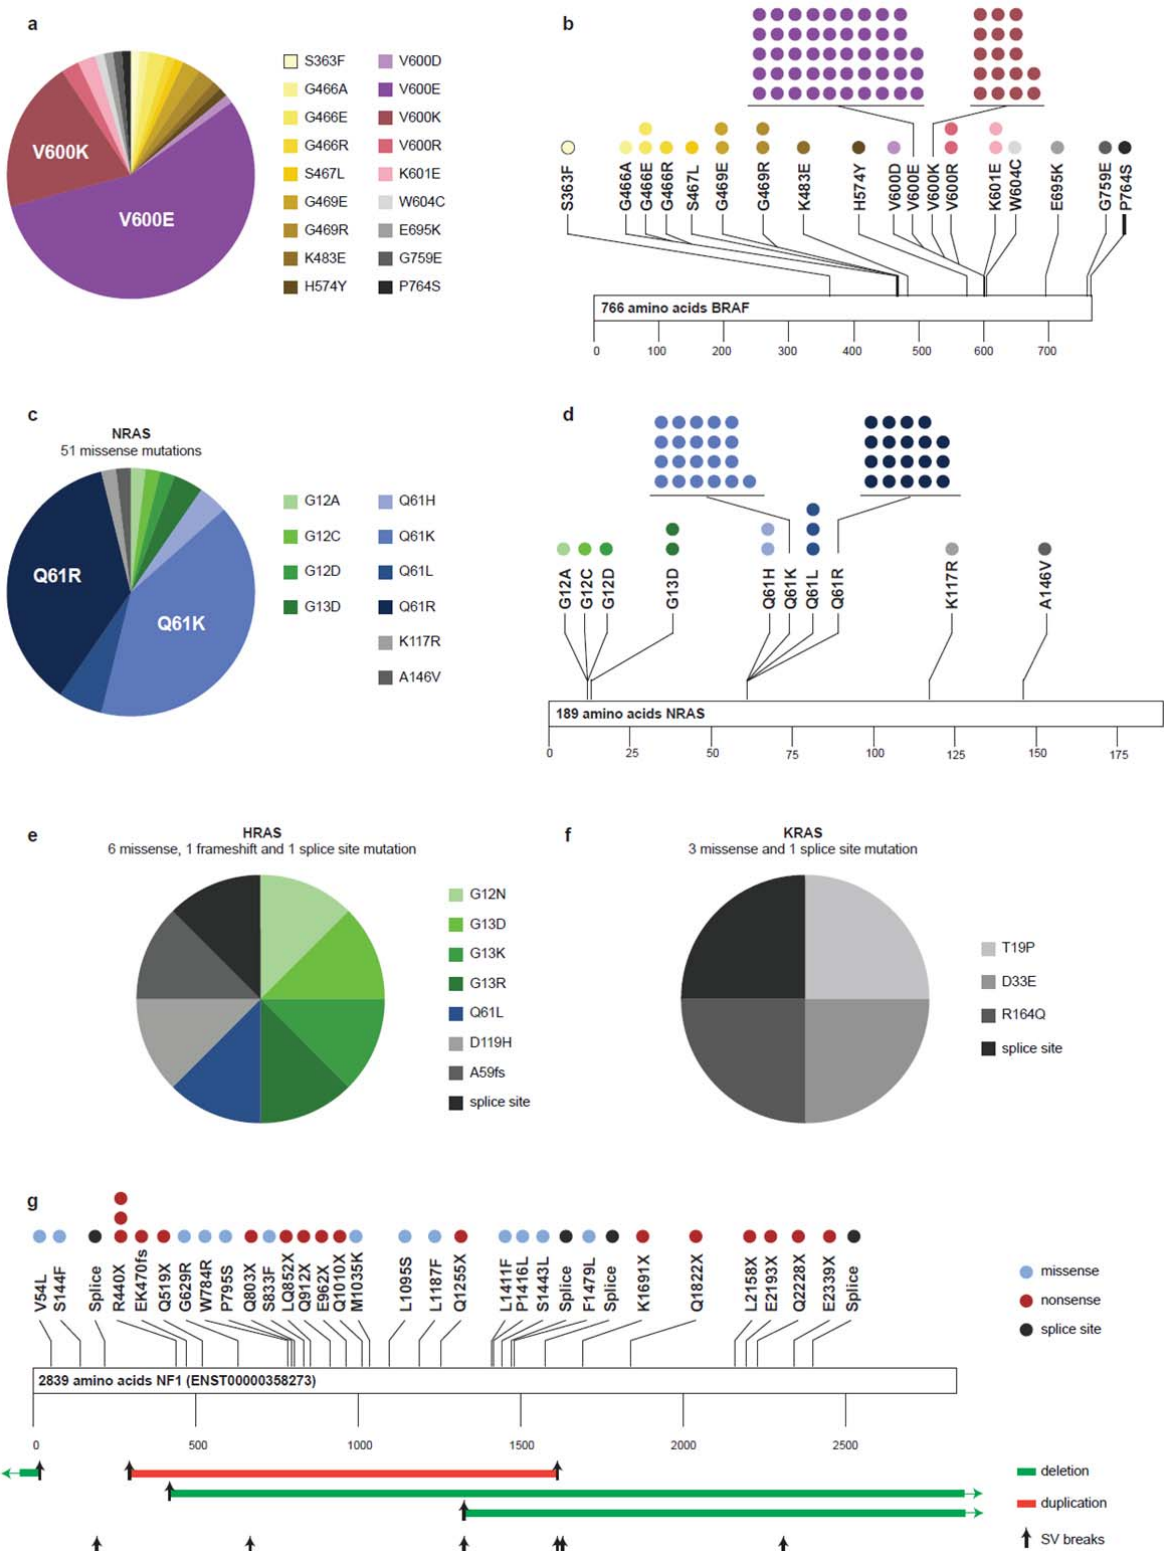 a
V600K
V600E
S363F
G466A
G466E
G466R
S467L
G469E
G469R
K483E
H574Y
V600D
V600E
V600K
V600R
K601E
W604C
E695K
G759E
P764S
b
S363F
G466A
G466E
G466R
S467L
G469E
G469R
K483E
H574Y
V600D
V600E
V600K
V600R
K601E
W604C
E695K
G759E
P764S
766 amino acids BRAF
0 100 200 300 400 500 600 700
c
NRAS
51 missense mutations
Q61R
Q61K
G12A
G12C
G12D
G13D
Q61H
Q61K
Q61L
Q61R
K117R
A146V
d
G12A
G12C
G12D
G13D
Q61H
Q61K
Q61L
Q61R
K117R
A146V
189 amino acids NRAS
0 25 50 75 100 125 150 175
e
HRAS
6 missense, 1 frameshift and 1 splice site mutation
G12N
G13D
G13K
G13R
Q61L
D119H
A59fs
splice site
f
KRAS
3 missense and 1 splice site mutation
T19P
D33E
R164Q
splice site
g
V54L
S144F
Splice
R440X
EK470fs
Q519X
G629R
W784R
P795S
Q803X
S833F
LQ852X
Q912X
E962X
Q1010X
M1035K
L1095S
L1187F
Q1255X
L1411F
P1416L
S1443L
Splice
F1479L
Splice
K1691X
Q1822X
L2158X
E2193X
Q2228X
E2339X
Splice
missense
nonsense
splice site
2839 amino acids NF1 (ENST00000358273)
0 500 1000 1500 2000 2500
deletion
duplication
SV breaks